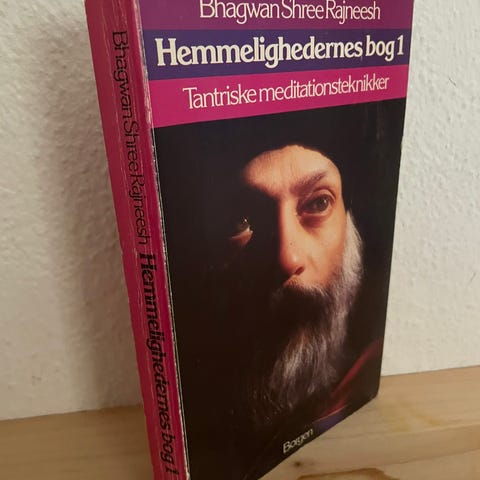 Bhagwan Shree Rajneesh
Hemmelighedernes bog 1
Tantriske meditationsteknikker
Borgen
Bhagwan Shree Rajneesh Hemmelighedernes bog 1